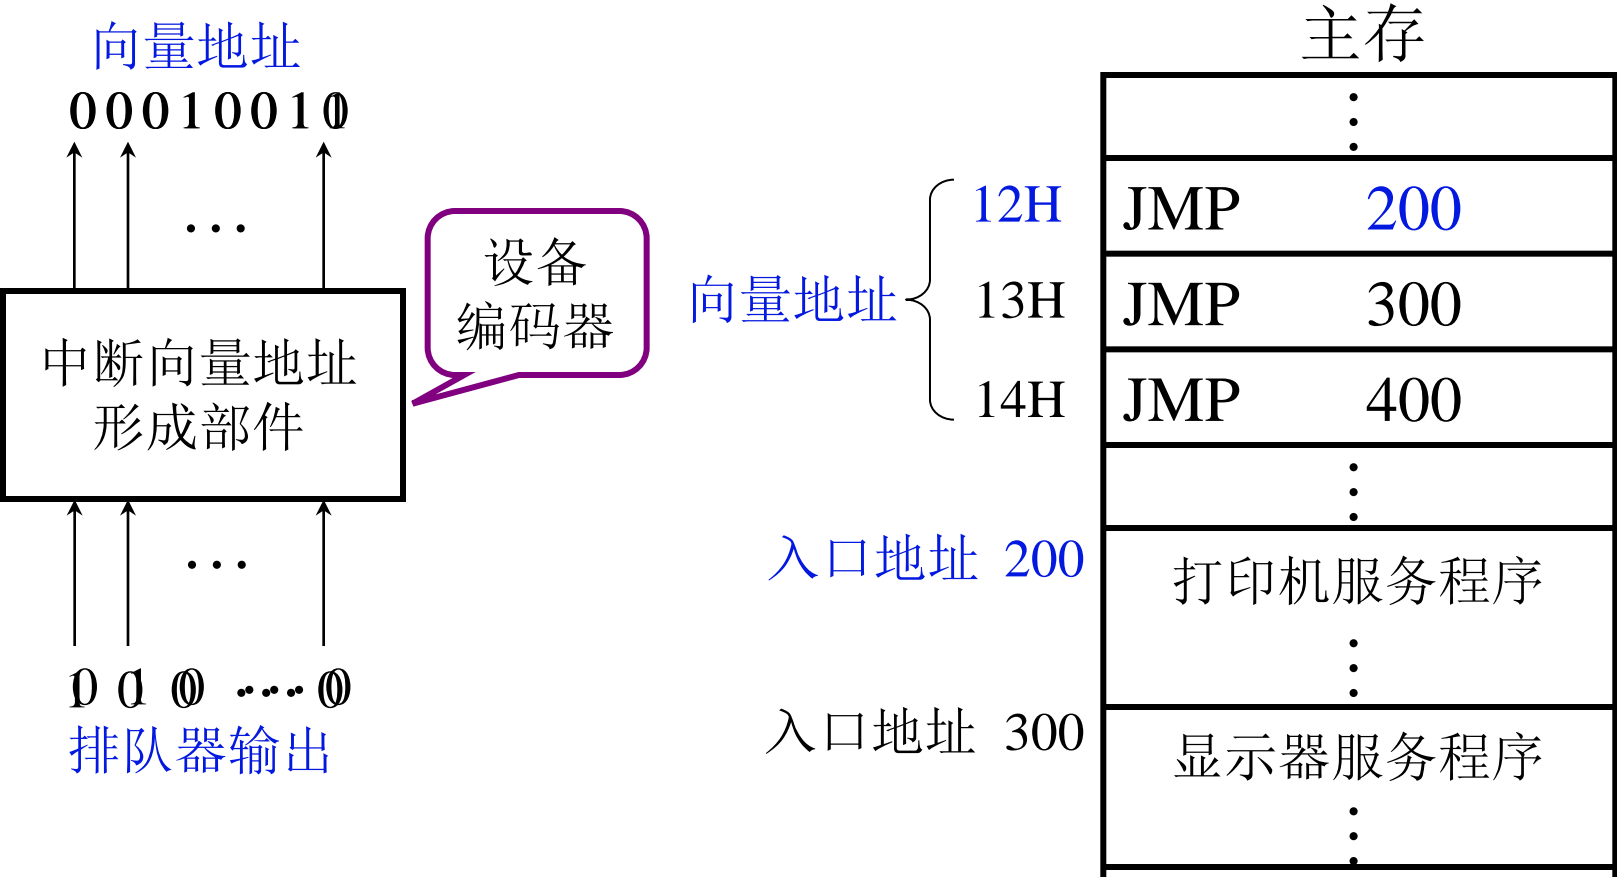 向量地址
0001001
设备
编码器
中断向量地址
形成部件
…
…
排队器输出
主存
⋮
向量地址
12H JMP 200
13H JMP 300
14H JMP 400
⋮
入口地址 200 打印机服务程序
⋮
入口地址 300 显示器服务程序
⋮